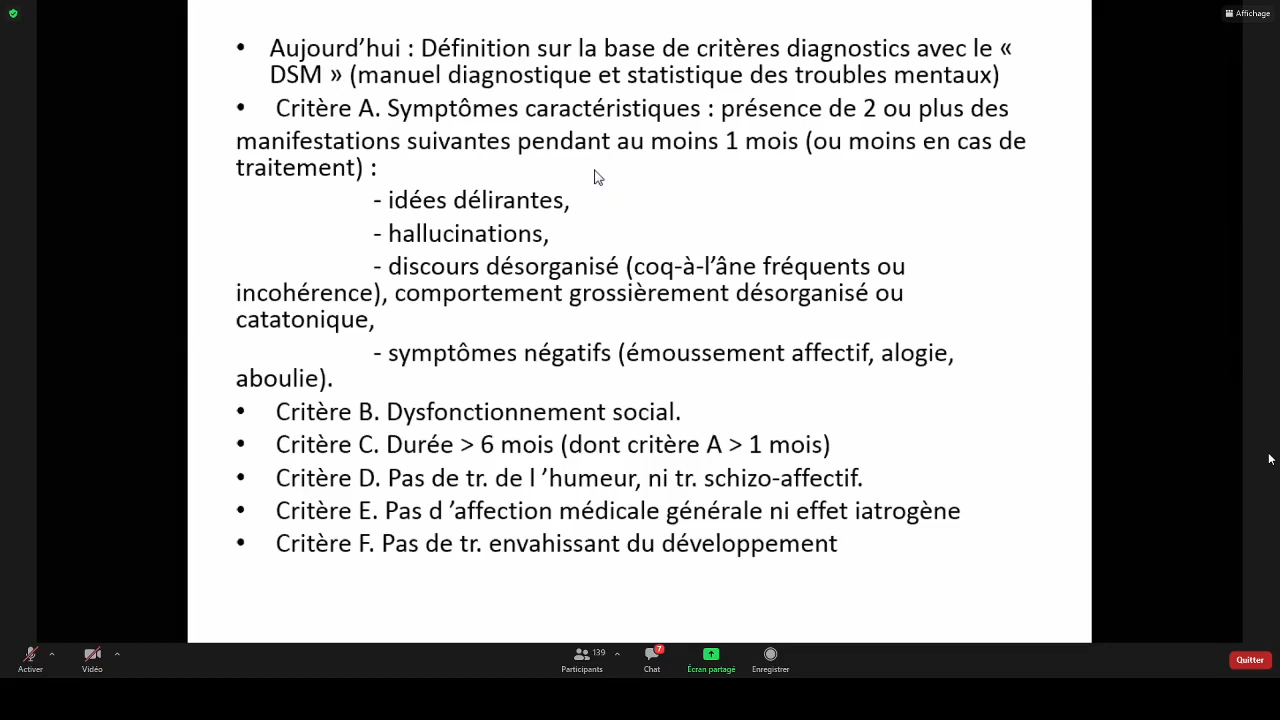 Affichage
• Aujourd’hui : Définition sur la base de critères diagnostics avec le «
DSM » (manuel diagnostique et statistique des troubles mentaux)
• Critère A. Symptômes caractéristiques : présence de 2 ou plus des
manifestations suivantes pendant au moins 1 mois (ou moins en cas de
traitement) :
- idées délirantes,
- hallucinations,
- discours désorganisé (coq-à-l’âne fréquents ou
incohérence), comportement grossièrement désorganisé ou
catatonique,
- symptômes négatifs (émoussement affectif, alogie,
aboulie).
• Critère B. Dysfonctionnement social.
• Critère C. Durée > 6 mois (dont critère A > 1 mois)
• Critère D. Pas de tr. de l ’humeur, ni tr. schizo-affectif.
• Critère E. Pas d ’affection médicale générale ni effet iatrogène
• Critère F. Pas de tr. envahissant du développement
139
7
Activer Vidéo Participants Chat Écran partagé Enregistrer Quitter